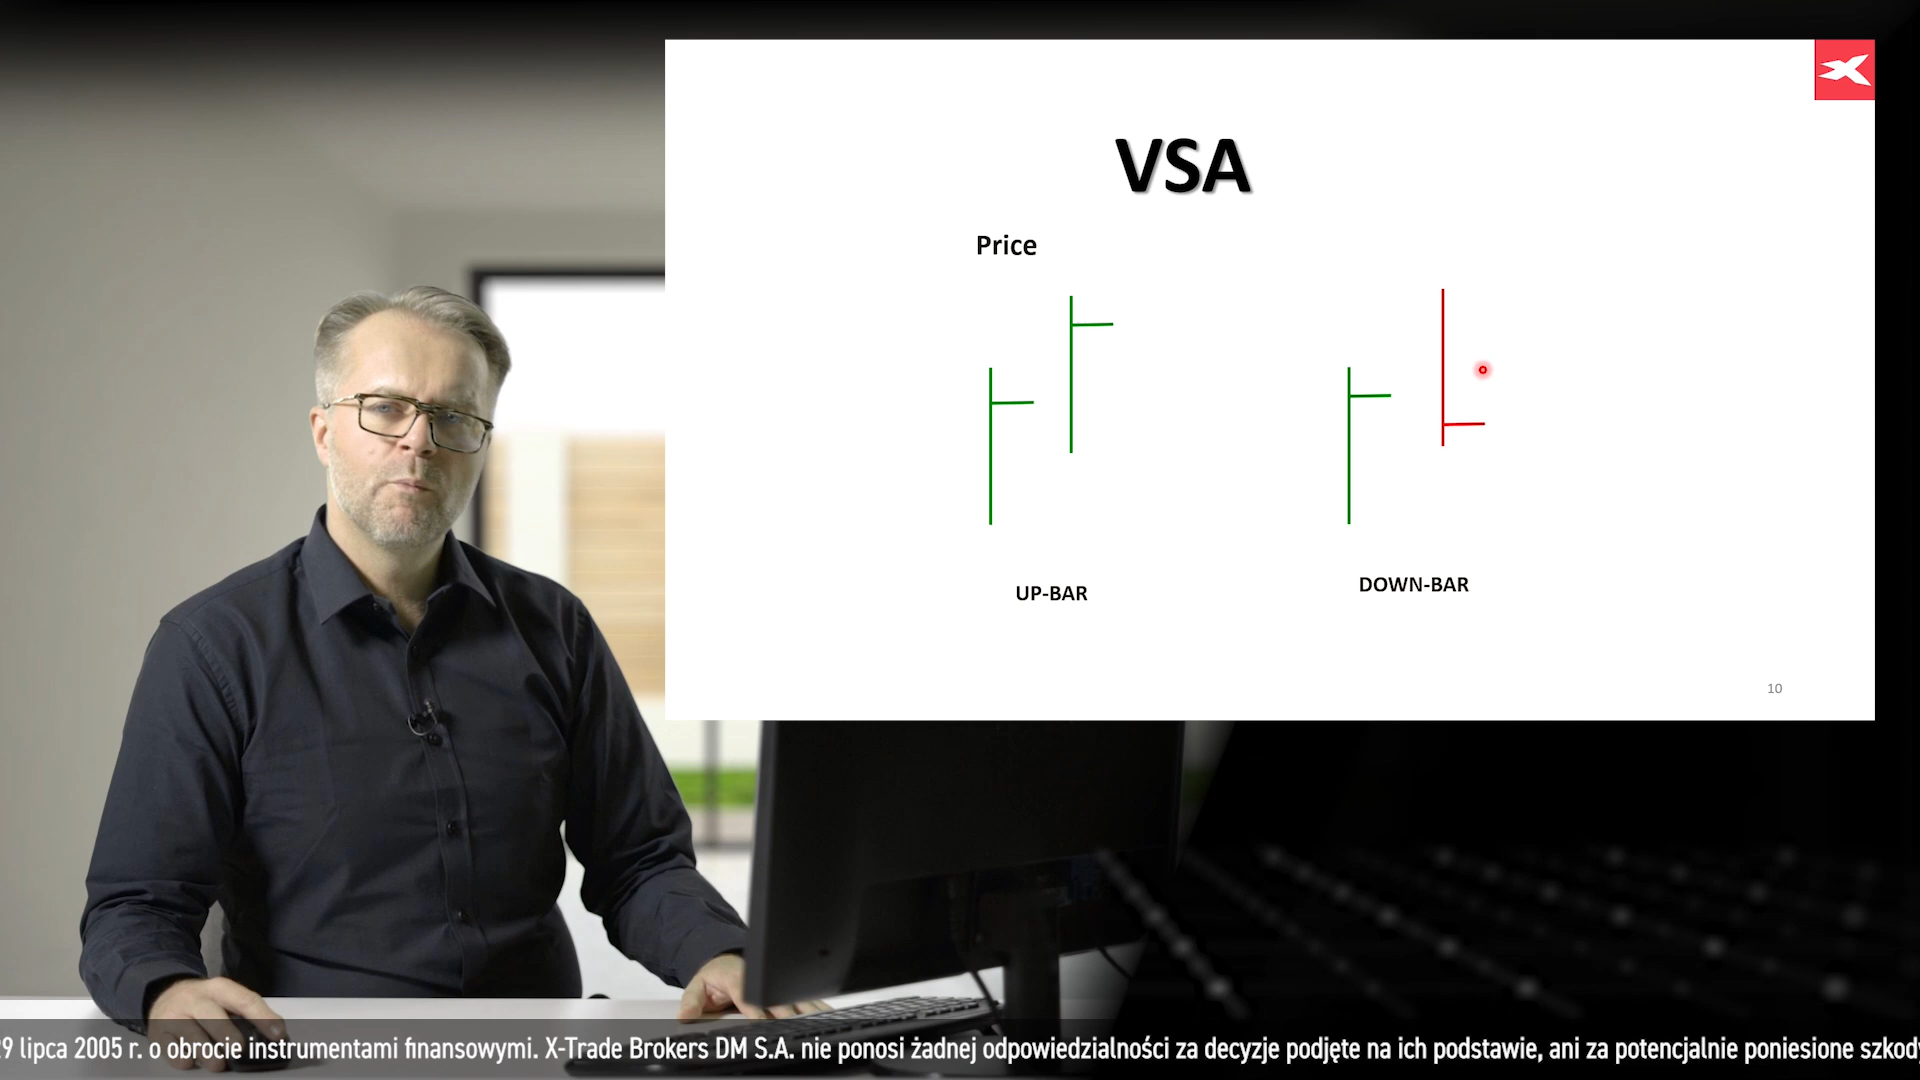 VSA
Price
UP-BAR
DOWN-BAR
10
lipca 2005 r. o obrocie instrumentami finansowymi. X-Trade Brokers DM S.A. nie ponosi żadnej odpowiedzialności za decyzje podjęte na ich podstawie, ani za potencjalnie poniesione